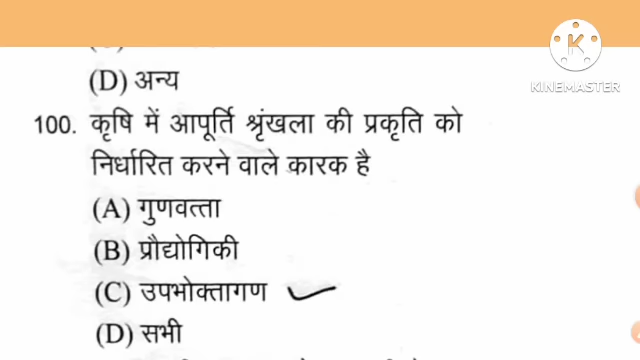 KINEMASTER
(D) अन्य
100. कृषि में आपूर्ति श्रृंखला की प्रकृति को
निर्धारित करने वाले कारक है
(A) गुणवत्ता
(B) प्रौद्योगिकी
(C) उपभोक्तागण
(D) सभी